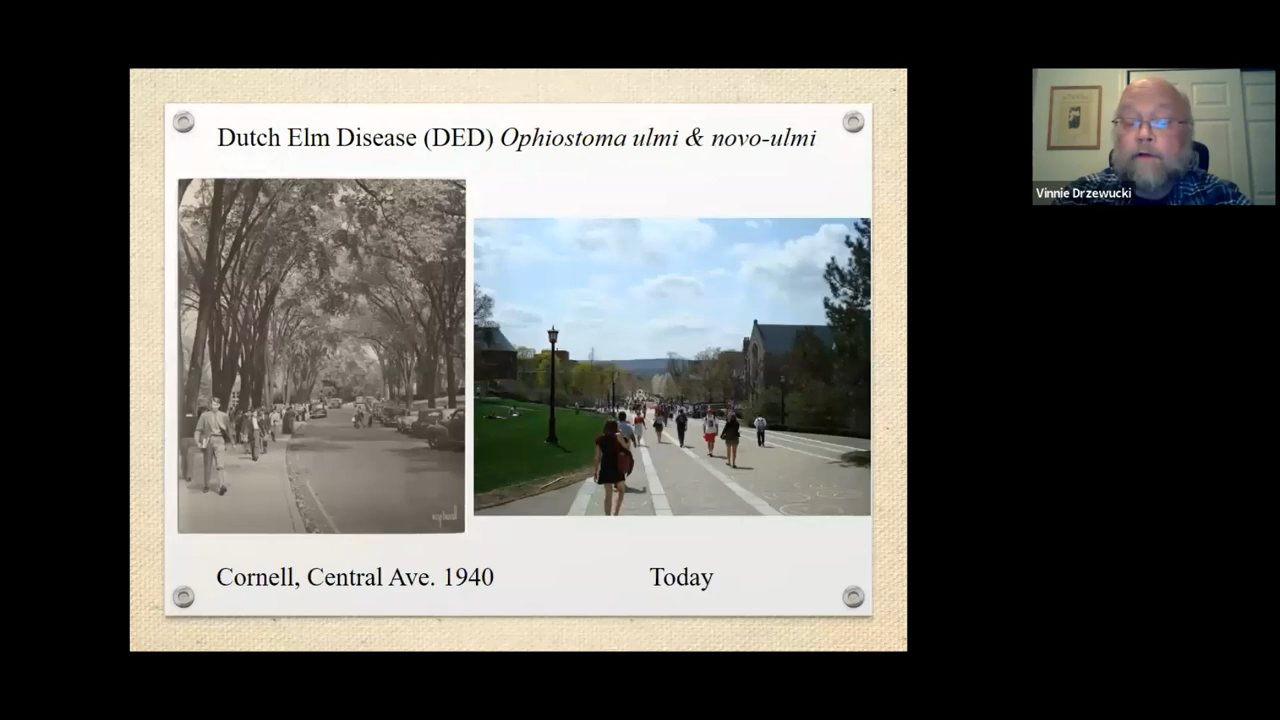 Dutch Elm Disease (DED) Ophiostoma ulmi & novo-ulmi
Cornell, Central Ave. 1940
Today
Vinnie Drzewucki